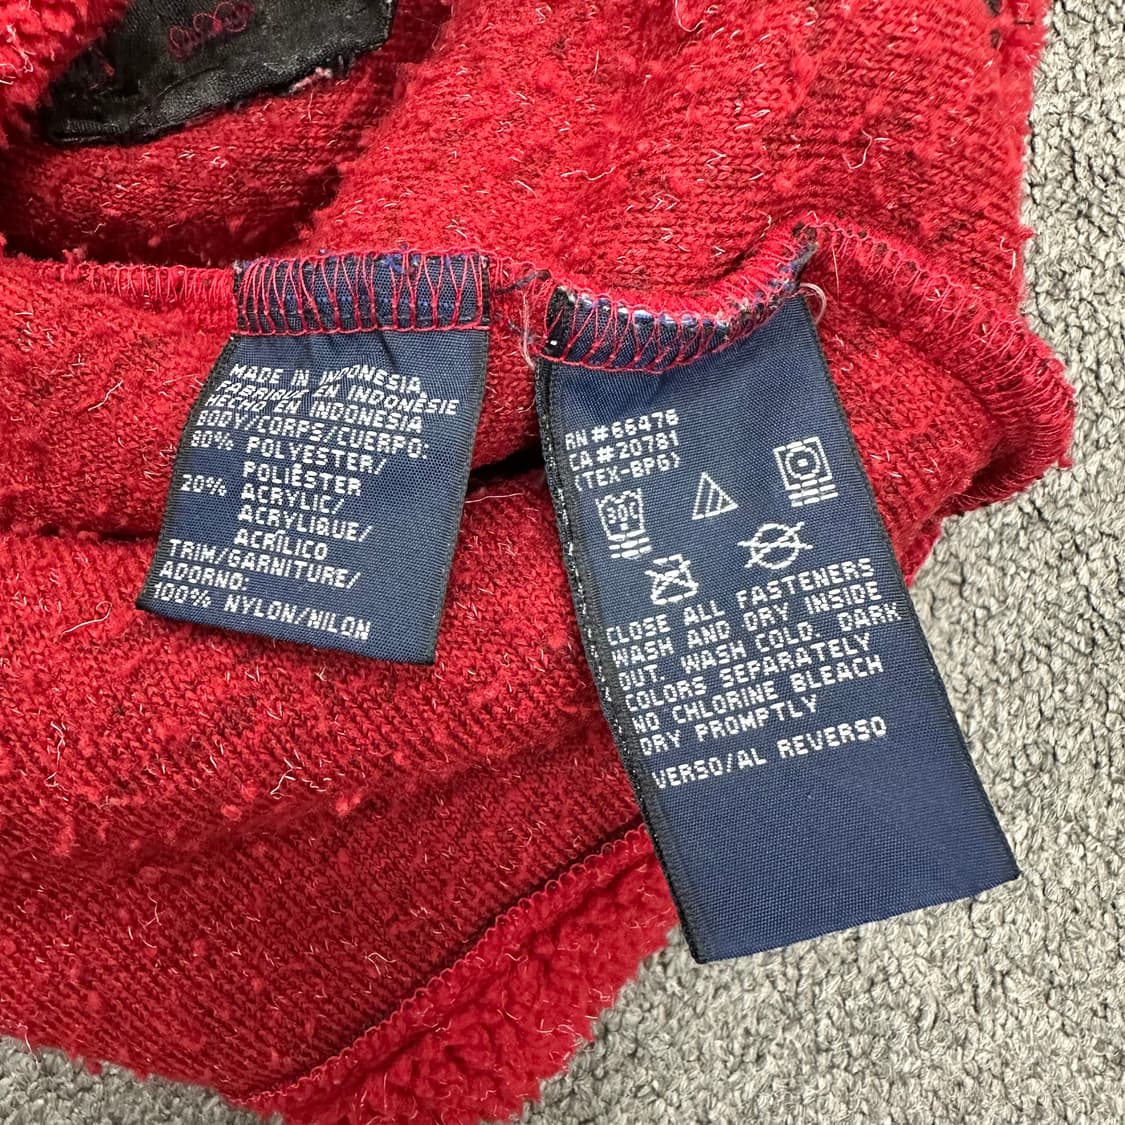 MADE IN INDONESIA
FABRIQUÉ EN INDONÉSIE
HECHO EN INDONESIA
BODY/CORPS/CUERPO:
80% POLYESTER/
POLIÉSTER
20% ACRYLIC/
ACRYLIQUE/
ACRÍLICO
TRIM/GARNITURE/
ADORNO:
100% NYLON/NILON
RN#66476
CA#20781
(TEX-BPG)
30C
CLOSE ALL FASTENERS
WASH AND DRY INSIDE
OUT. WASH COLD. DARK
COLORS SEPARATELY
NO CHLORINE BLEACH
DRY PROMPTLY
VERSO/AL REVERSO